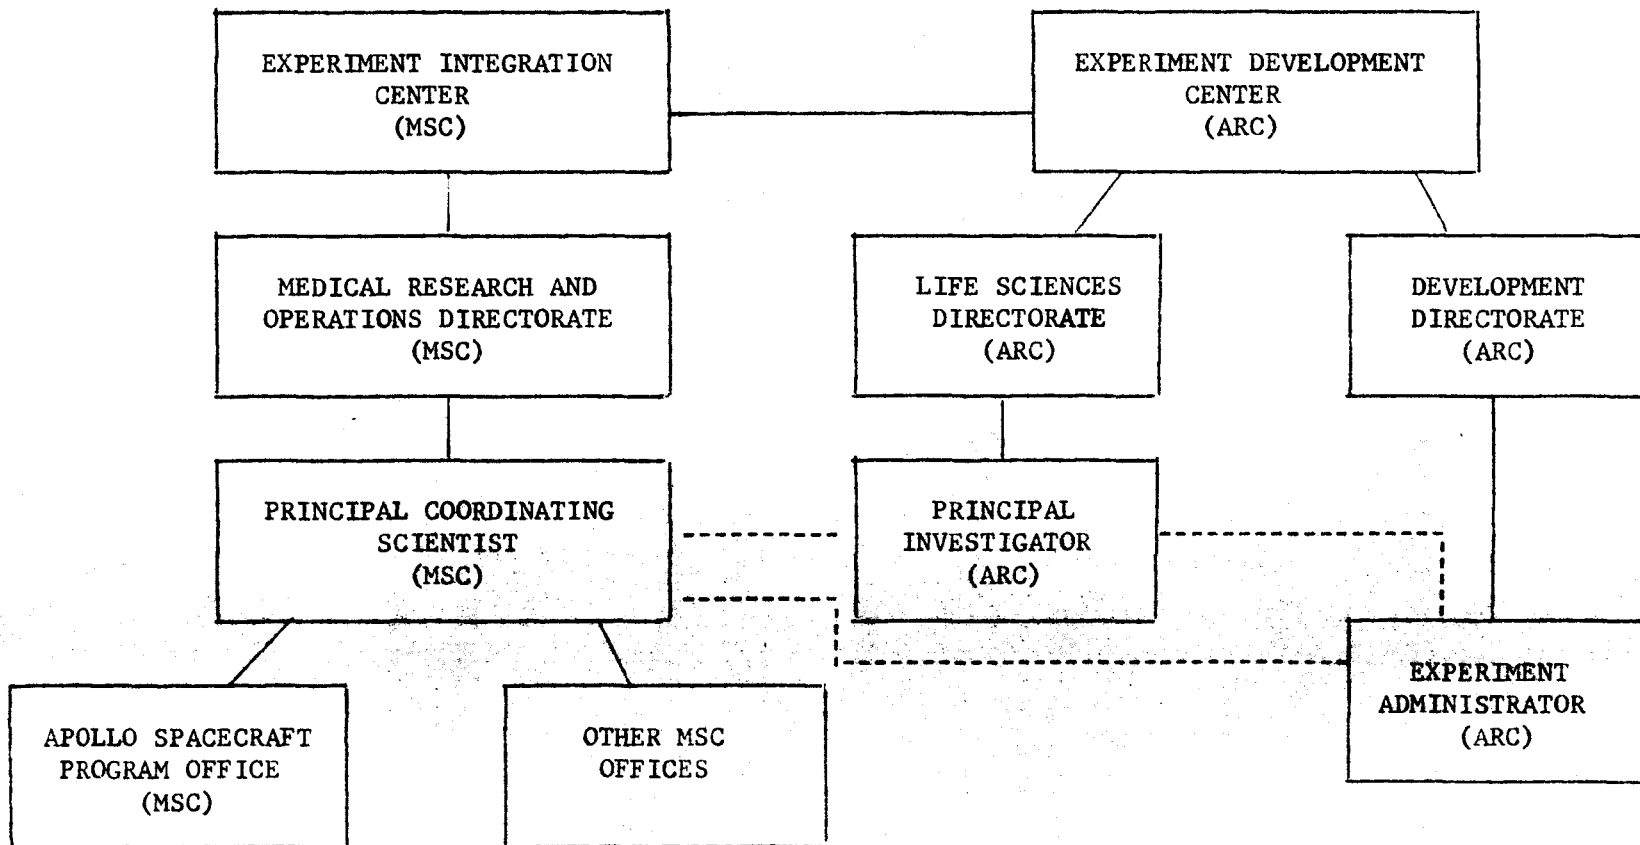 EXPERIMENT INTEGRATION
CENTER
(MSC)
EXPERIMENT DEVELOPMENT
CENTER
(ARC)
MEDICAL RESEARCH AND
OPERATIONS DIRECTORATE
(MSC)
LIFE SCIENCES
DIRECTORATE
(ARC)
DEVELOPMENT
DIRECTORATE
(ARC)
PRINCIPAL COORDINATING
SCIENTIST
(MSC)
PRINCIPAL
INVESTIGATOR
(ARC)
EXPERIMENT
ADMINISTRATOR
(ARC)
APOLLO SPACECRAFT
PROGRAM OFFICE
(MSC)
OTHER MSC
OFFICES